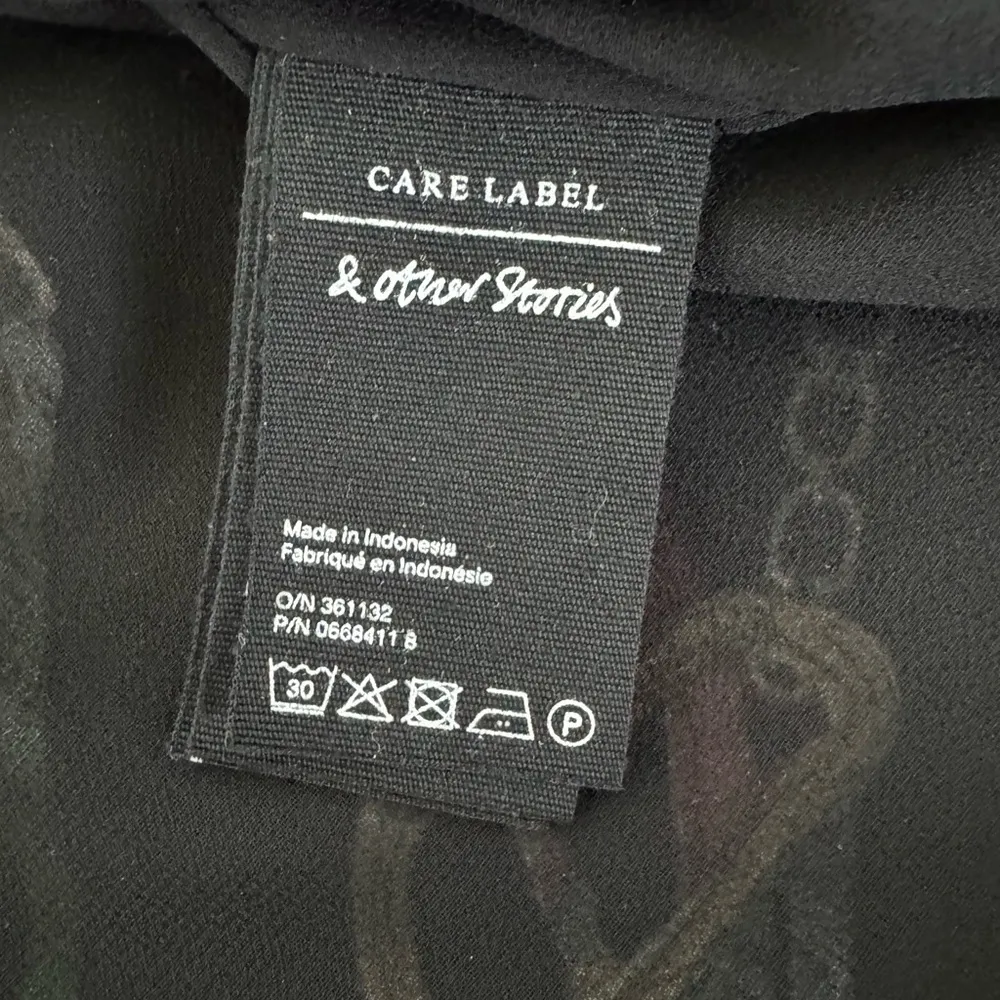 CARE LABEL
& other Stories
Made in Indonesia
Fabriqué en Indonésie
O/N 361132
P/N 0668411 8
30
P